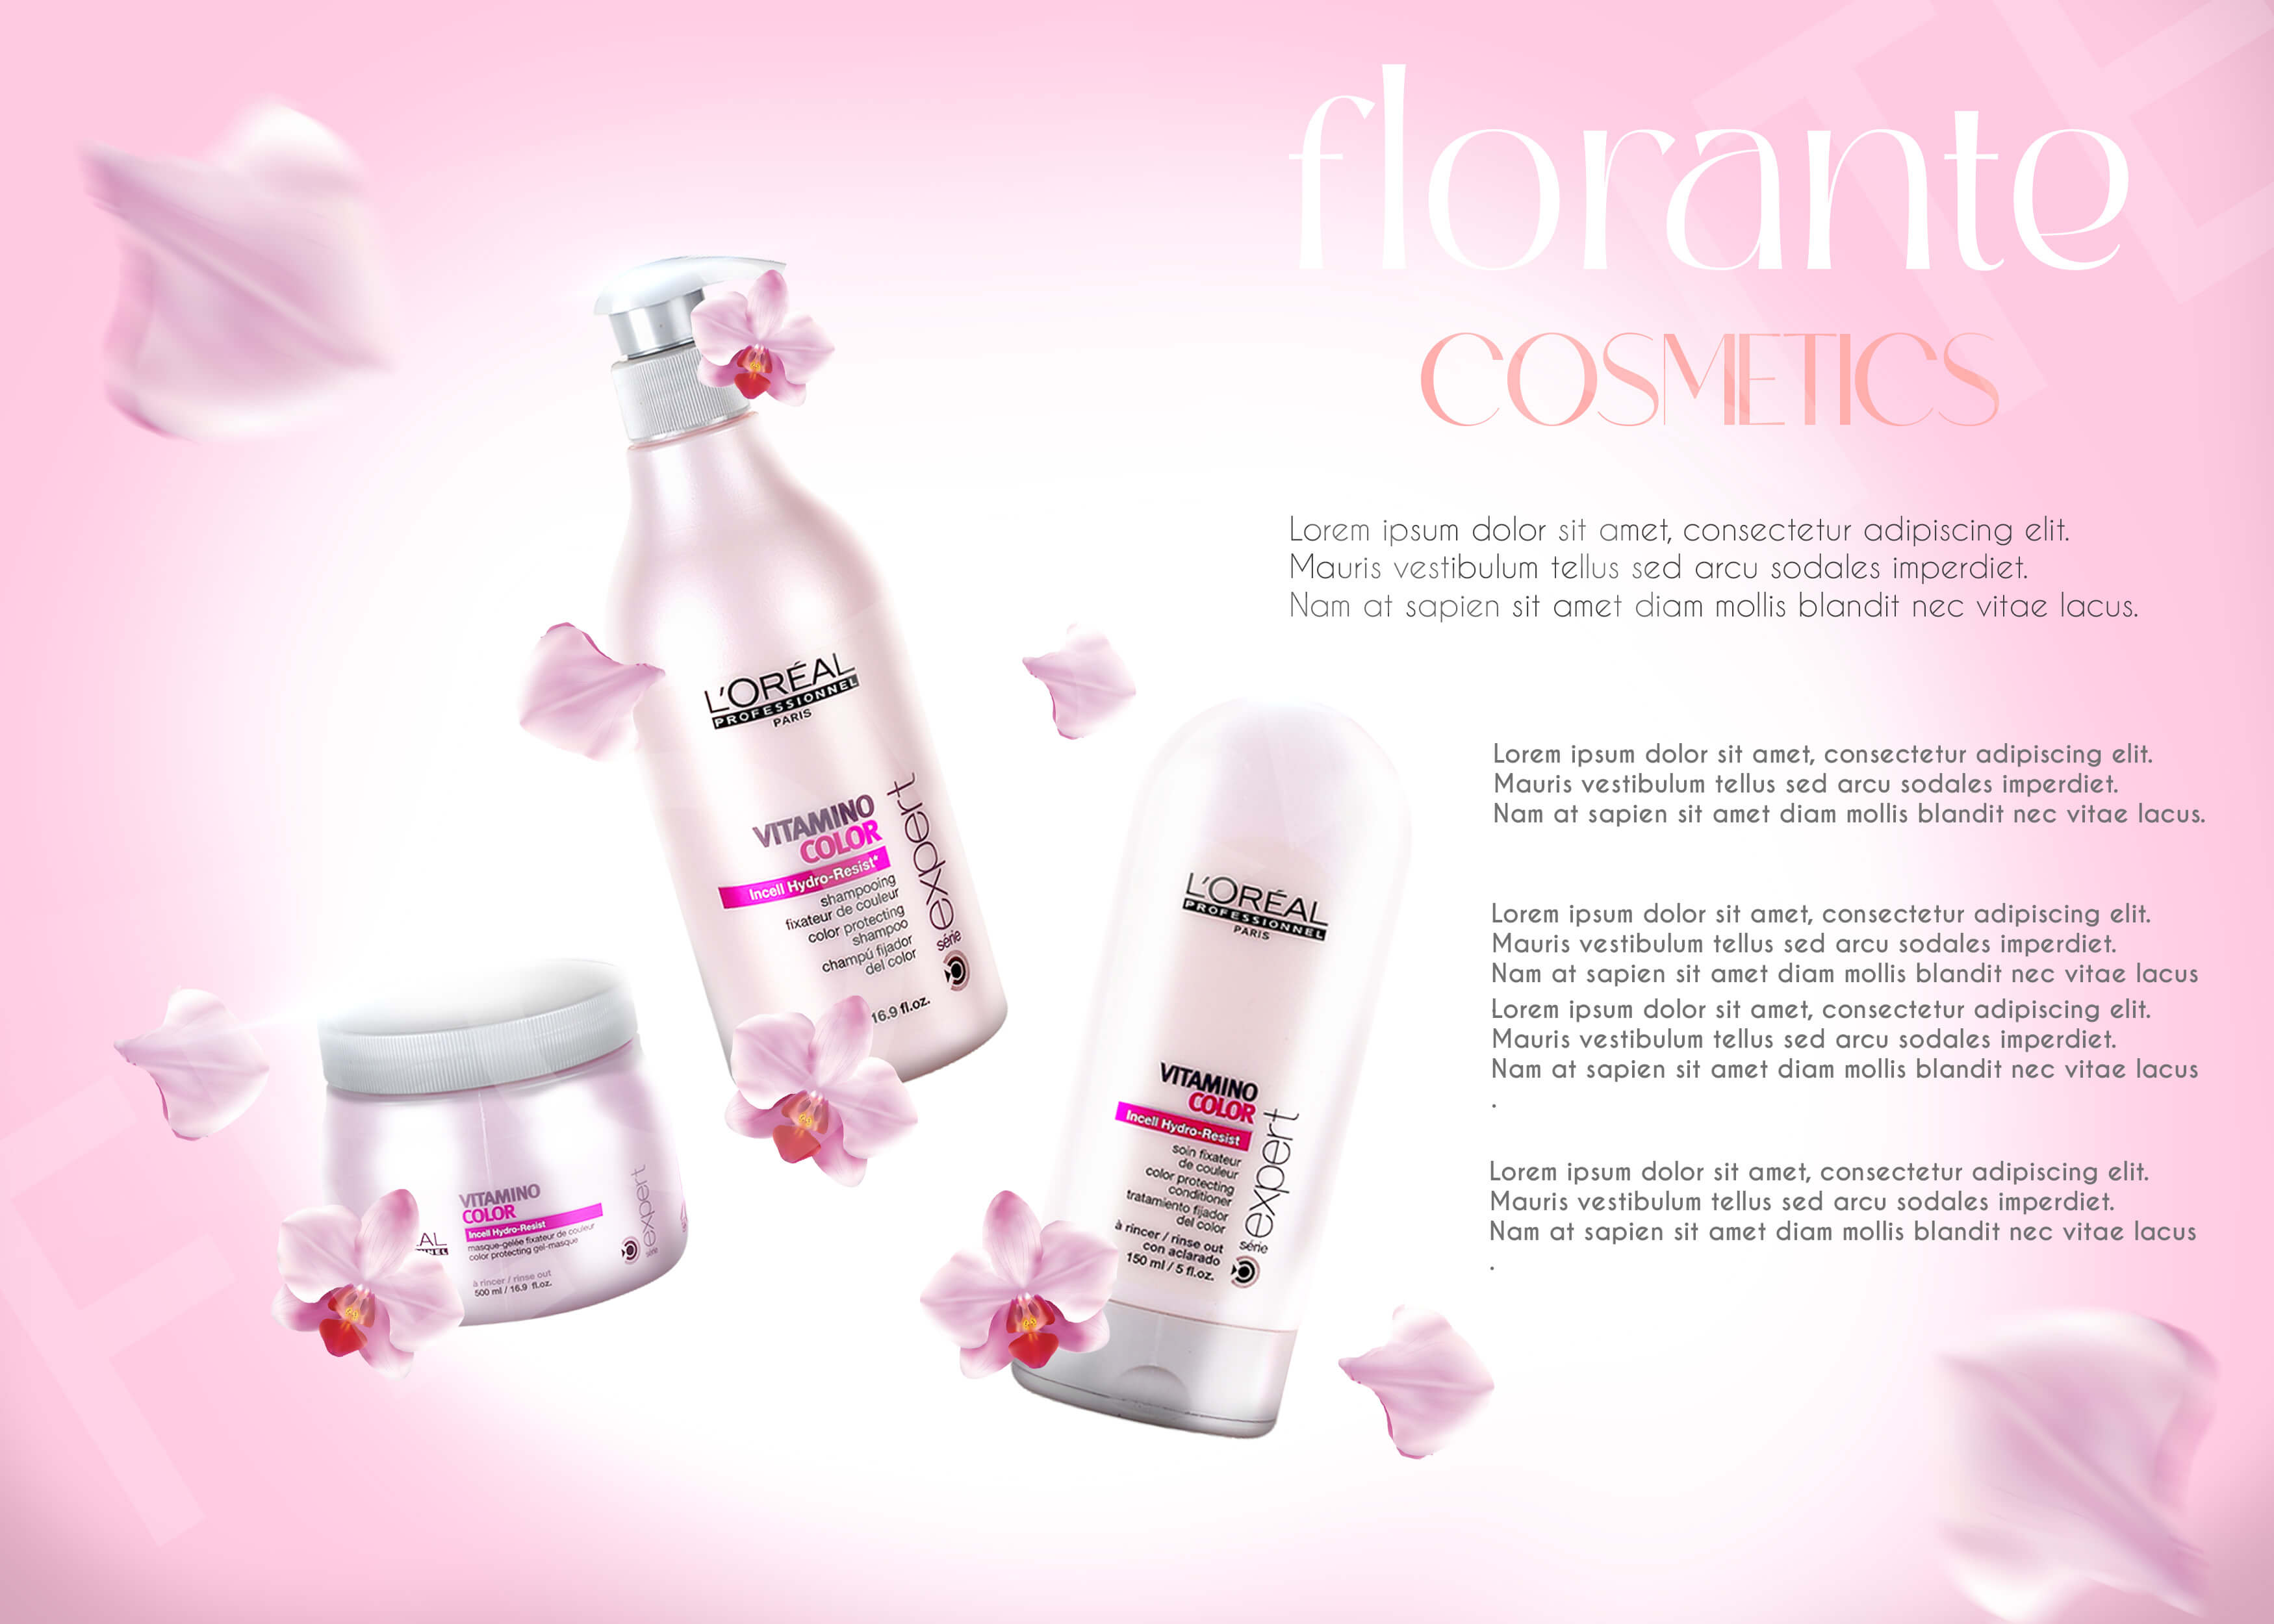 florante
COSMETICS
Lorem ipsum dolor sit amet, consectetur adipiscing elit.
Mauris vestibulum tellus sed arcu sodales imperdiet.
Nam at sapien sit amet diam mollis blandit nec vitae lacus.
Lorem ipsum dolor sit amet, consectetur adipiscing elit.
Mauris vestibulum tellus sed arcu sodales imperdiet.
Nam at sapien sit amet diam mollis blandit nec vitae lacus.
Lorem ipsum dolor sit amet, consectetur adipiscing elit.
Mauris vestibulum tellus sed arcu sodales imperdiet.
Nam at sapien sit amet diam mollis blandit nec vitae lacus
Lorem ipsum dolor sit amet, consectetur adipiscing elit.
Mauris vestibulum tellus sed arcu sodales imperdiet.
Nam at sapien sit amet diam mollis blandit nec vitae lacus
.
Lorem ipsum dolor sit amet, consectetur adipiscing elit.
Mauris vestibulum tellus sed arcu sodales imperdiet.
Nam at sapien sit amet diam mollis blandit nec vitae lacus
.
L'ORÉAL
PROFESSIONNEL
PARIS
VITAMINO
COLOR
Incell Hydro-Resist*
shampooing
fixateur de couleur
color protecting
shampoo
champú fijador
del color
16.9 fl.oz.
expert
série
L'ORÉAL
PROFESSIONNEL
PARIS
VITAMINO
COLOR
Incell Hydro-Resist
soin fixateur
de couleur
color protecting
conditioner
tratamiento fijador
del color
à rincer / rinse out
con aclarado
150 ml / 5 fl.oz.
expert
série
AL
NEL
VITAMINO
COLOR
Incell Hydro-Resist
masque-gelée fixateur de couleur
color protecting gel-masque
à rincer / rinse out
500 ml / 16.9 fl.oz.
expert
série